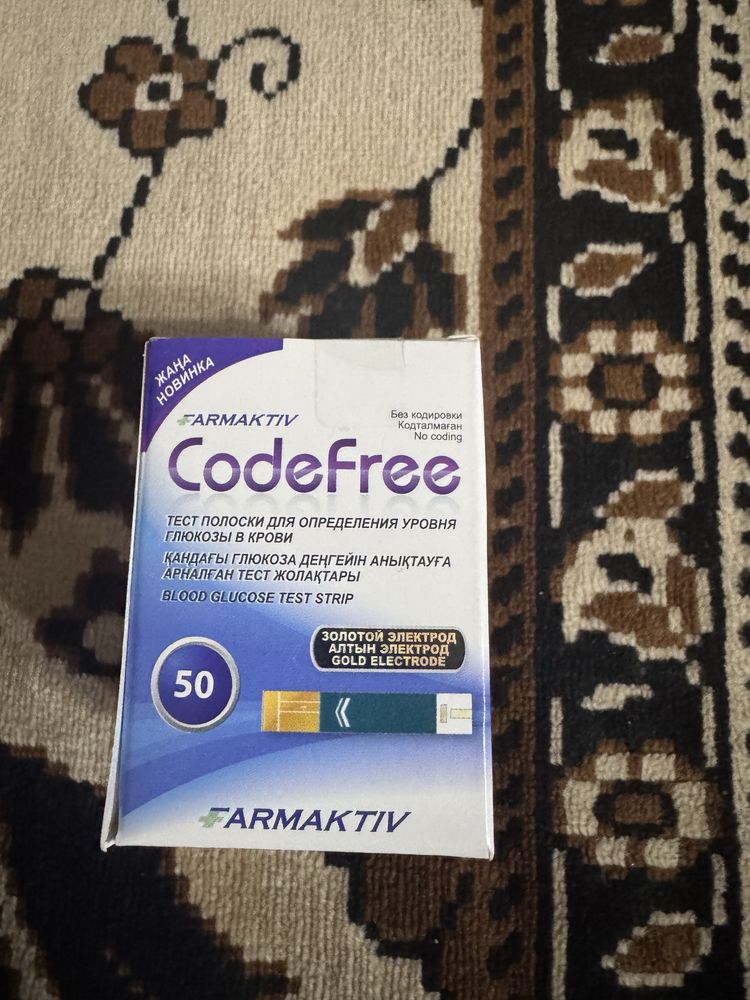 ЖАҢА
НОВИНКА
FARMAKTIV
Без кодировки
Кодталмаған
No coding
CodeFree
ТЕСТ ПОЛОСКИ ДЛЯ ОПРЕДЕЛЕНИЯ УРОВНЯ
ГЛЮКОЗЫ В КРОВИ
ҚАНДАҒЫ ГЛЮКОЗА ДЕҢГЕЙІН АНЫҚТАУҒА
АРНАЛҒАН ТЕСТ ЖОЛАҚТАРЫ
BLOOD GLUCOSE TEST STRIP
ЗОЛОТОЙ ЭЛЕКТРОД
АЛТЫН ЭЛЕКТРОД
GOLD ELECTRODE
50
FARMAKTIV